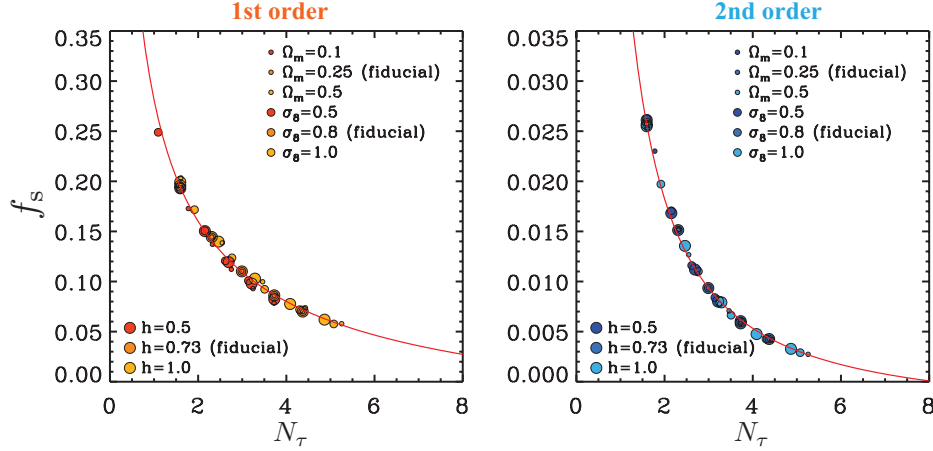 1st order
2nd order
0.35
0.30
0.25
0.20
0.15
0.10
0.05
0.00
f_s
Ω_m=0.1
Ω_m=0.25 (fiducial)
Ω_m=0.5
σ_8=0.5
σ_8=0.8 (fiducial)
σ_8=1.0
h=0.5
h=0.73 (fiducial)
h=1.0
0 2 4 6 8
N_τ
0.035
0.030
0.025
0.020
0.015
0.010
0.005
0.000
Ω_m=0.1
Ω_m=0.25 (fiducial)
Ω_m=0.5
σ_8=0.5
σ_8=0.8 (fiducial)
σ_8=1.0
h=0.5
h=0.73 (fiducial)
h=1.0
0 2 4 6 8
N_τ